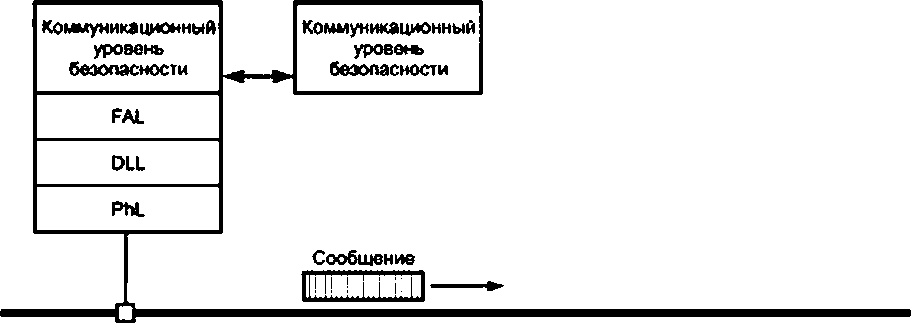 Коммуникационный
уровень
безопасности
Коммуникационный
уровень
безопасности
FAL
DLL
PhL
Сообщение